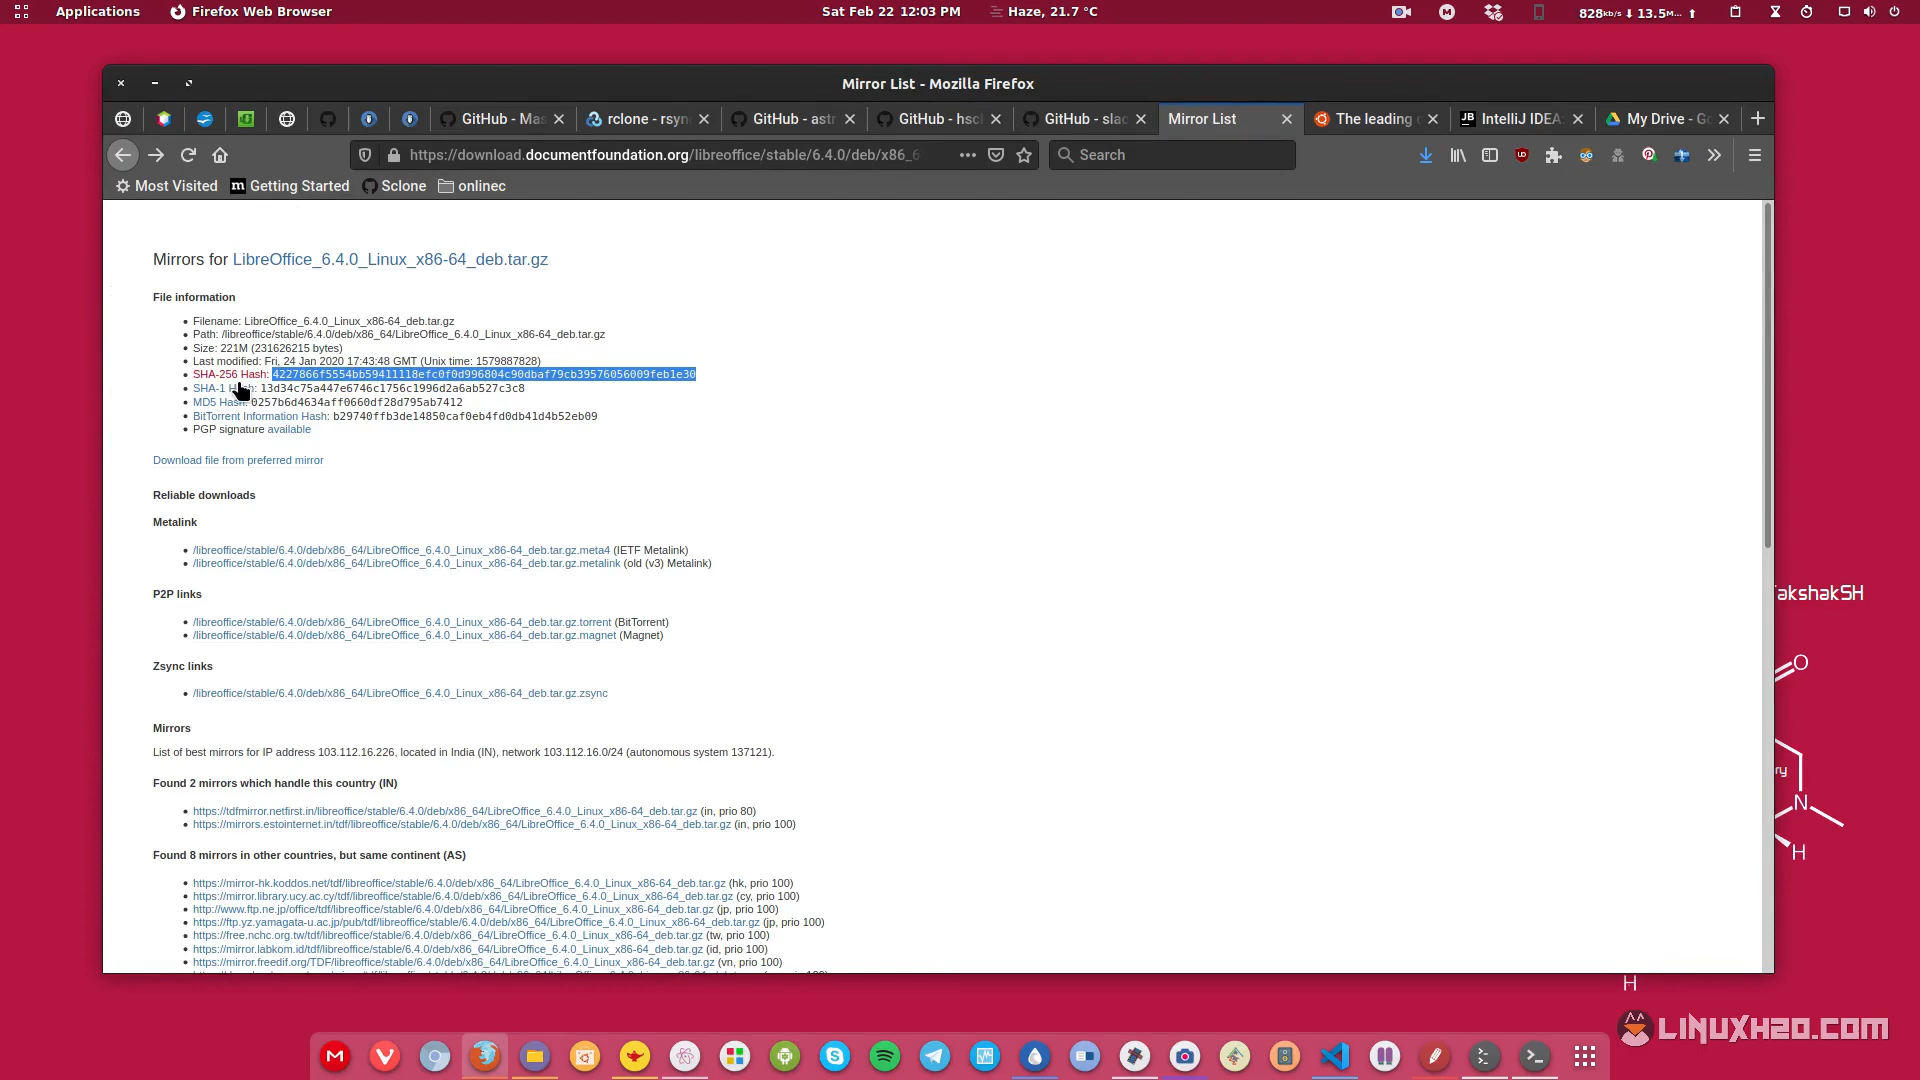 Applications Firefox Web Browser Sat Feb 22 12:03 PM Haze, 21.7 °C 828kb/s ⬇ 13.5M... ⬆
Mirror List - Mozilla Firefox
GitHub - Mas rclone - rsyn GitHub - astr GitHub - hscl GitHub - slac Mirror List The leading IntelliJ IDEA: My Drive - Go
https://download.documentfoundation.org/libreoffice/stable/6.4.0/deb/x86_6 Search
Most Visited Getting Started Sclone onlinec
Mirrors for LibreOffice_6.4.0_Linux_x86-64_deb.tar.gz
File information
Filename: LibreOffice_6.4.0_Linux_x86-64_deb.tar.gz
Path: /libreoffice/stable/6.4.0/deb/x86_64/LibreOffice_6.4.0_Linux_x86-64_deb.tar.gz
Size: 221M (231626215 bytes)
Last modified: Fri, 24 Jan 2020 17:43:48 GMT (Unix time: 1579887828)
SHA-256 Hash: 4227866f5554bb59411118efc0f0d996804c90dbaf79cb39576056009feb1e30
SHA-1 Hash: 13d34c75a447e6746c1756c1996d2a6ab527c3c8
MD5 Hash: 0257b6d4634aff0660df28d795ab7412
BitTorrent Information Hash: b29740ffb3de14850caf0eb4fd0db41d4b52eb09
PGP signature available
Download file from preferred mirror
Reliable downloads
Metalink
/libreoffice/stable/6.4.0/deb/x86_64/LibreOffice_6.4.0_Linux_x86-64_deb.tar.gz.meta4 (IETF Metalink)
/libreoffice/stable/6.4.0/deb/x86_64/LibreOffice_6.4.0_Linux_x86-64_deb.tar.gz.metalink (old (v3) Metalink)
P2P links
/libreoffice/stable/6.4.0/deb/x86_64/LibreOffice_6.4.0_Linux_x86-64_deb.tar.gz.torrent (BitTorrent)
/libreoffice/stable/6.4.0/deb/x86_64/LibreOffice_6.4.0_Linux_x86-64_deb.tar.gz.magnet (Magnet)
Zsync links
/libreoffice/stable/6.4.0/deb/x86_64/LibreOffice_6.4.0_Linux_x86-64_deb.tar.gz.zsync
Mirrors
List of best mirrors for IP address 103.112.16.226, located in India (IN), network 103.112.16.0/24 (autonomous system 137121).
Found 2 mirrors which handle this country (IN)
https://tdfmirror.netfirst.in/libreoffice/stable/6.4.0/deb/x86_64/LibreOffice_6.4.0_Linux_x86-64_deb.tar.gz (in, prio 80)
https://mirrors.estointernet.in/tdf/libreoffice/stable/6.4.0/deb/x86_64/LibreOffice_6.4.0_Linux_x86-64_deb.tar.gz (in, prio 100)
Found 8 mirrors in other countries, but same continent (AS)
https://mirror-hk.koddos.net/tdf/libreoffice/stable/6.4.0/deb/x86_64/LibreOffice_6.4.0_Linux_x86-64_deb.tar.gz (hk, prio 100)
https://mirror.library.ucy.ac.cy/tdf/libreoffice/stable/6.4.0/deb/x86_64/LibreOffice_6.4.0_Linux_x86-64_deb.tar.gz (cy, prio 100)
http://www.ftp.ne.jp/office/tdf/libreoffice/stable/6.4.0/deb/x86_64/LibreOffice_6.4.0_Linux_x86-64_deb.tar.gz (jp, prio 100)
https://ftp.yz.yamagata-u.ac.jp/pub/tdf/libreoffice/stable/6.4.0/deb/x86_64/LibreOffice_6.4.0_Linux_x86-64_deb.tar.gz (jp, prio 100)
https://free.nchc.org.tw/tdf/libreoffice/stable/6.4.0/deb/x86_64/LibreOffice_6.4.0_Linux_x86-64_deb.tar.gz (tw, prio 100)
https://mirror.labkom.id/tdf/libreoffice/stable/6.4.0/deb/x86_64/LibreOffice_6.4.0_Linux_x86-64_deb.tar.gz (id, prio 100)
https://mirror.freedif.org/TDF/libreoffice/stable/6.4.0/deb/x86_64/LibreOffice_6.4.0_Linux_x86-64_deb.tar.gz (vn, prio 100)
akshakSH
O
ry
N
H
H
LINUXH2O.COM